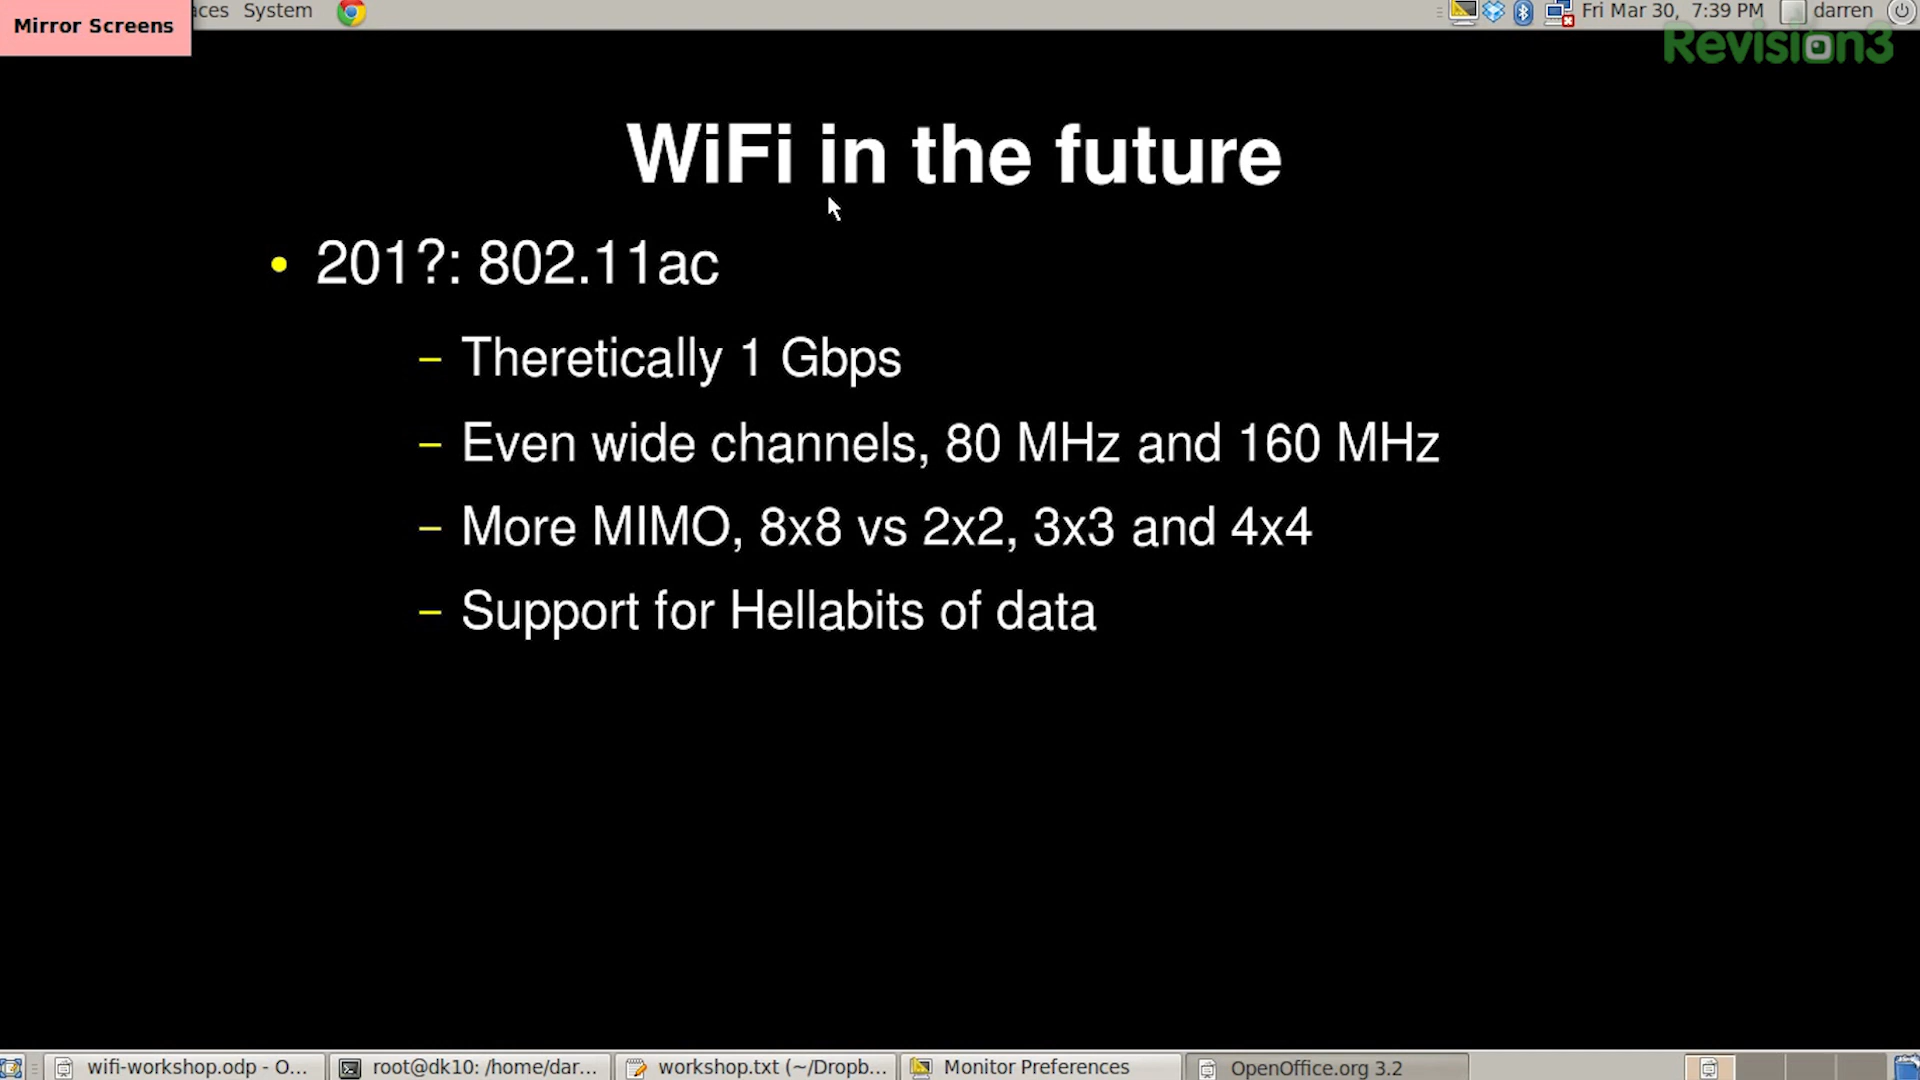 Mirror Screens
aces System
Fri Mar 30, 7:39 PM darren
Revision3
WiFi in the future
• 201?: 802.11ac
– Theretically 1 Gbps
– Even wide channels, 80 MHz and 160 MHz
– More MIMO, 8x8 vs 2x2, 3x3 and 4x4
– Support for Hellabits of data
wifi-workshop.odp - O... root@dk10: /home/dar... workshop.txt (~/Dropb... Monitor Preferences OpenOffice.org 3.2